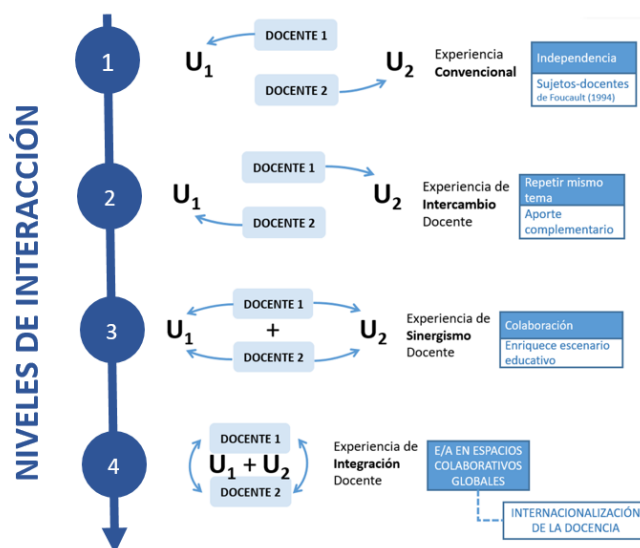 NIVELES DE INTERACCIÓN
1
U1
DOCENTE 1
DOCENTE 2
U2
Experiencia
Convencional
Independencia
Sujetos-docentes
de Foucault (1994)
2
U1
DOCENTE 1
DOCENTE 2
U2
Experiencia de
Intercambio
Docente
Repetir mismo
tema
Aporte
complementario
3
U1
DOCENTE 1
+
DOCENTE 2
U2
Experiencia de
Sinergismo
Docente
Colaboración
Enriquece escenario
educativo
4
DOCENTE 1
U1 + U2
DOCENTE 2
Experiencia de
Integración
Docente
E/A EN ESPACIOS
COLABORATIVOS
GLOBALES
INTERNACIONALIZACIÓN
DE LA DOCENCIA